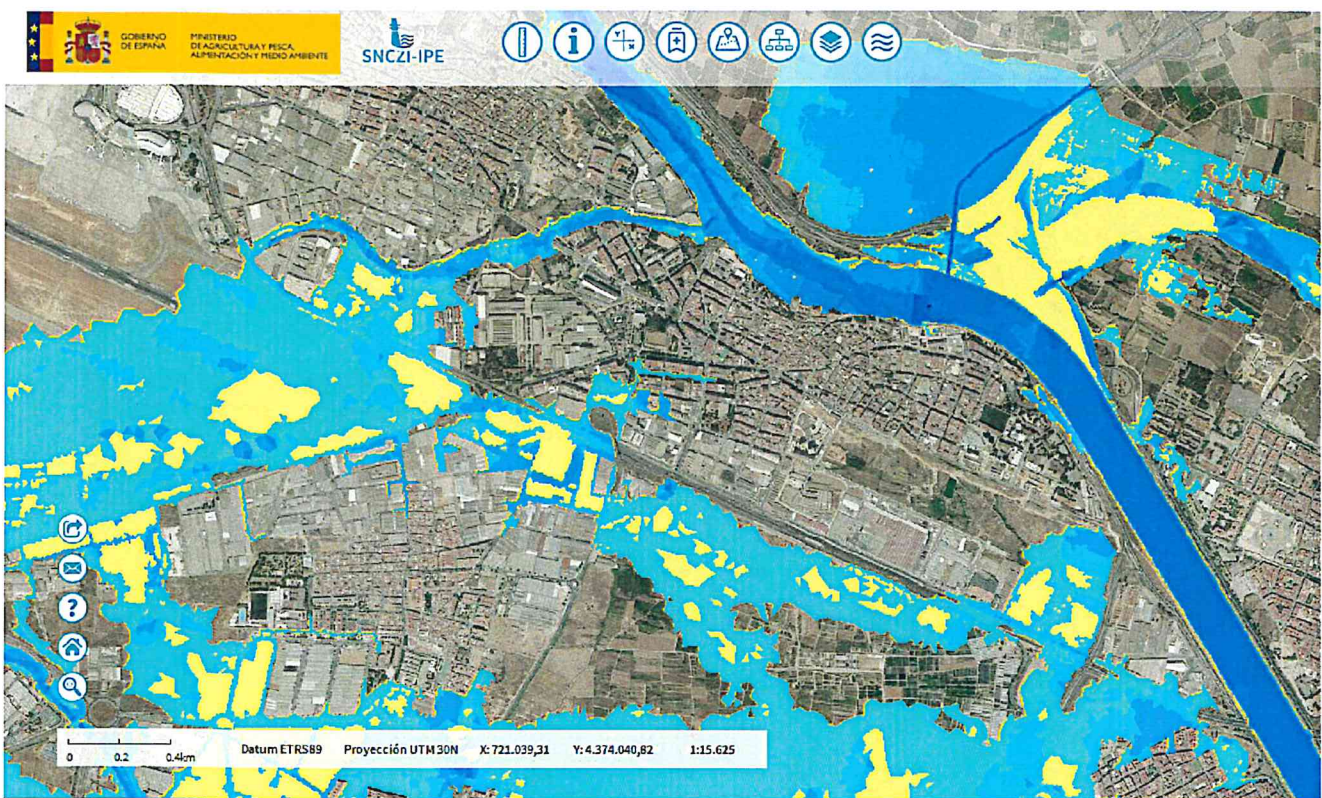 GOBIERNO
DE ESPAÑA
MINISTERIO
DE AGRICULTURA Y PESCA,
ALIMENTACIÓN Y MEDIO AMBIENTE
SNCZI-IPE
0 0.2 0.4km
Datum ETRS89 Proyección UTM 30N X: 721.039,31 Y: 4.374.040,82 1:15.625